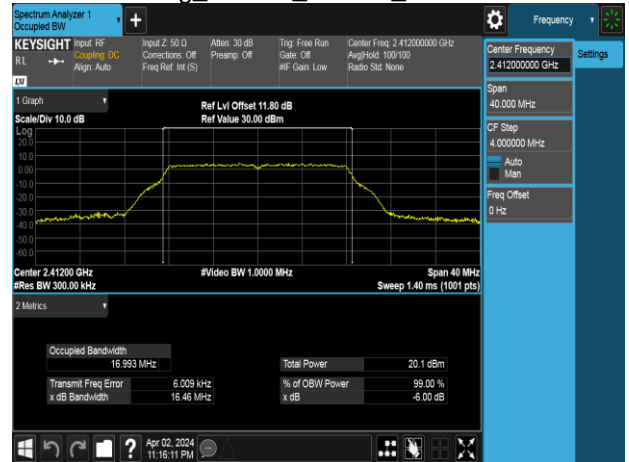 Spectrum Analyzer 1
Occupied BW
Frequency
KEYSIGHT
Input: RF
Input Z: 50 Ω
Atten: 30 dB
Trig: Free Run
Center Freq: 2.412000000 GHz
RL
Coupling: DC
Corrections: Off
Preamp: Off
Gate: Off
Avg|Hold: 100/100
Align: Auto
Freq Ref: Int (S)
#IF Gain: Low
Radio Std: None
LXI
Center Frequency
2.412000000 GHz
Settings
Span
40.000 MHz
CF Step
4.000000 MHz
Auto
Man
Freq Offset
0 Hz
1 Graph
Ref Lvl Offset 11.80 dB
Scale/Div 10.0 dB
Ref Value 30.00 dBm
Log
20.0
10.0
0.00
-10.0
-20.0
-30.0
-40.0
-50.0
-60.0
Center 2.41200 GHz
#Video BW 1.0000 MHz
Span 40 MHz
#Res BW 300.00 kHz
Sweep 1.40 ms (1001 pts)
2 Metrics
Occupied Bandwidth
16.993 MHz
Total Power
20.1 dBm
Transmit Freq Error
6.009 kHz
% of OBW Power
99.00 %
x dB Bandwidth
16.46 MHz
x dB
-6.00 dB
Apr 02, 2024
11:16:11 PM